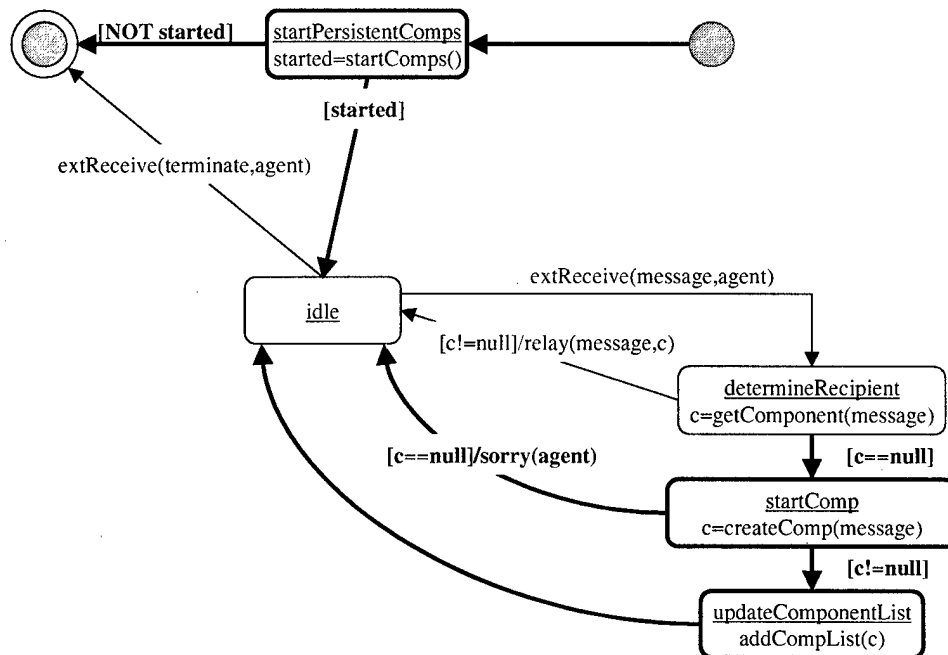 [NOT started]
startPersistentComps
started=startComps()
[started]
extReceive(terminate,agent)
idle
extReceive(message,agent)
[c!=null]/relay(message,c)
determineRecipient
c=getComponent(message)
[c==null]/sorry(agent)
[c==null]
startComp
c=createComp(message)
[c!=null]
updateComponentList
addCompList(c)